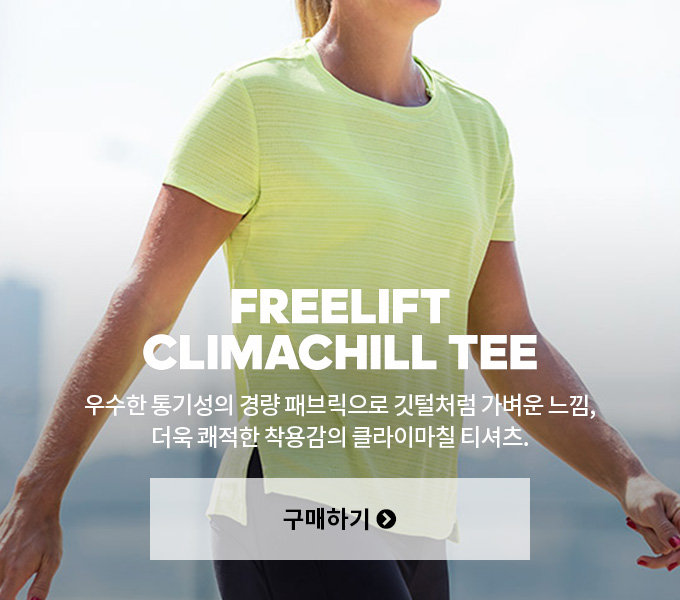 FREELIFT
CLIMACHILL TEE
우수한 통기성의 경량 패브릭으로 깃털처럼 가벼운 느낌,
더욱 쾌적한 착용감의 클라이마칠 티셔츠.
구매하기